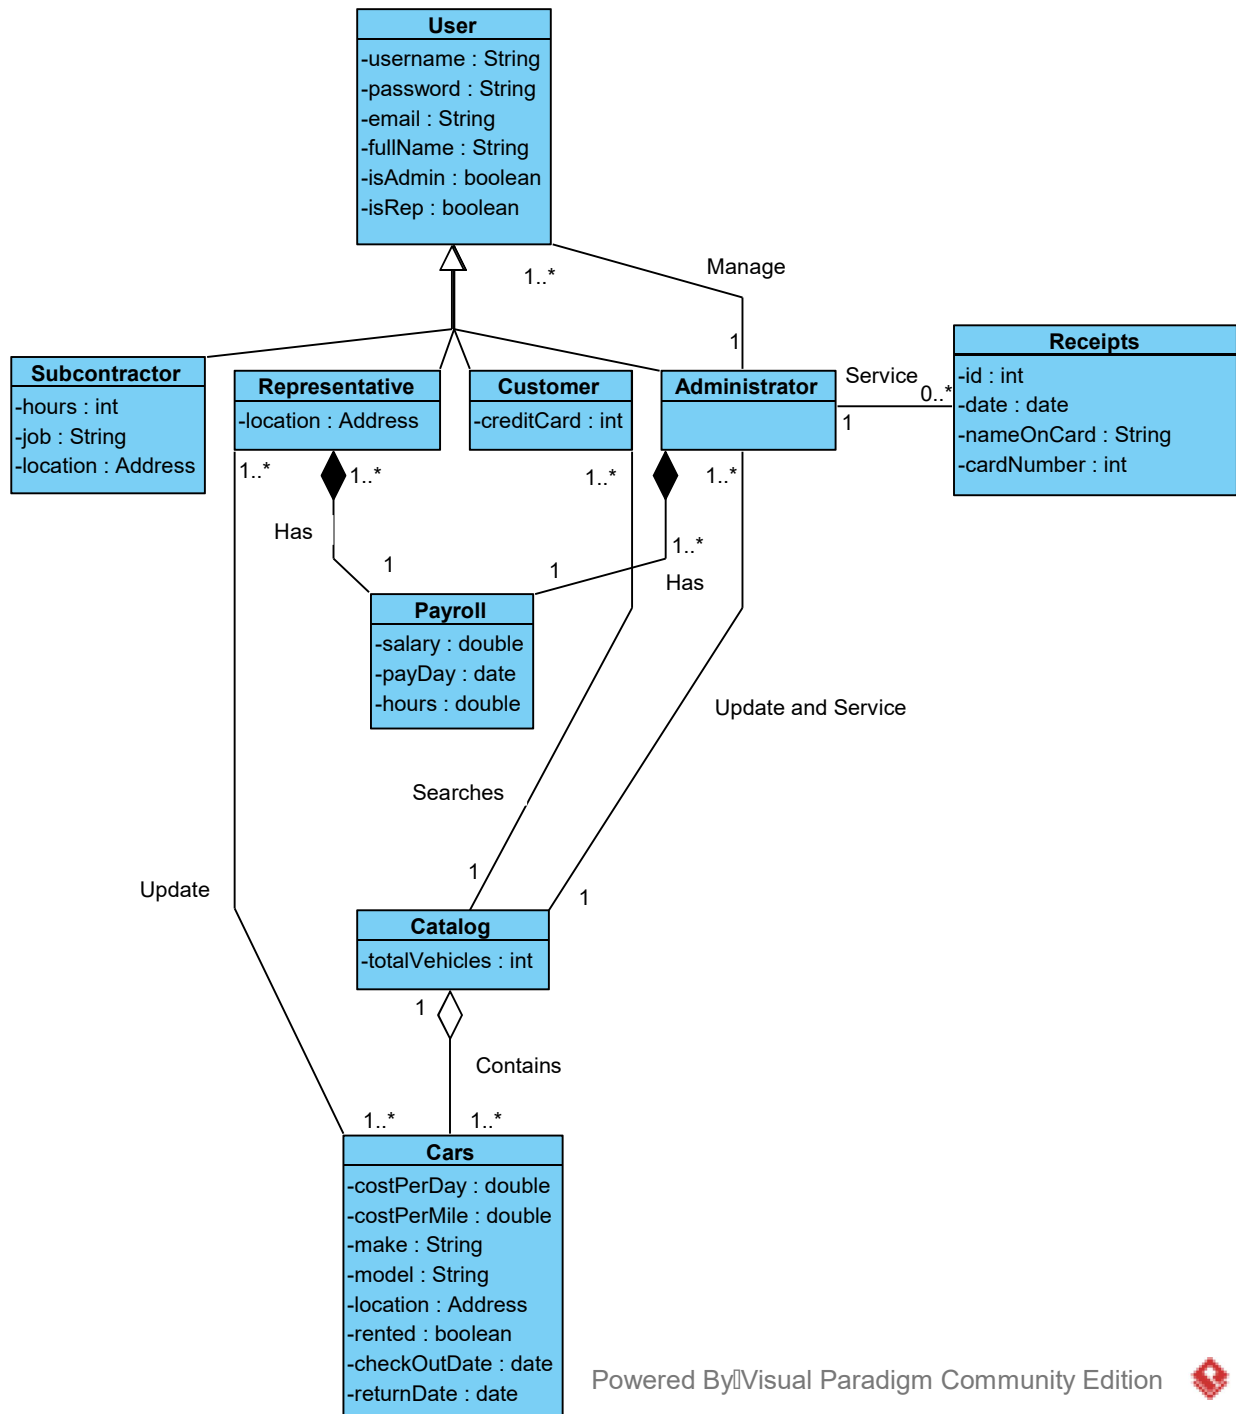 User
-username : String
-password : String
-email : String
-fullName : String
-isAdmin : boolean
-isRep : boolean
1..*
Manage
1
Subcontractor
-hours : int
-job : String
-location : Address
Representative
-location : Address
Customer
-creditCard : int
Administrator
Service
0..*
1
Receipts
-id : int
-date : date
-nameOnCard : String
-cardNumber : int
1..*
1..*
1..*
1..*
Has
1..*
1
1
Has
Payroll
-salary : double
-payDay : date
-hours : double
Update and Service
Searches
1
1
Update
Catalog
-totalVehicles : int
1
Contains
1..*
1..*
Cars
-costPerDay : double
-costPerMile : double
-make : String
-model : String
-location : Address
-rented : boolean
-checkOutDate : date
-returnDate : date
Powered By Visual Paradigm Community Edition